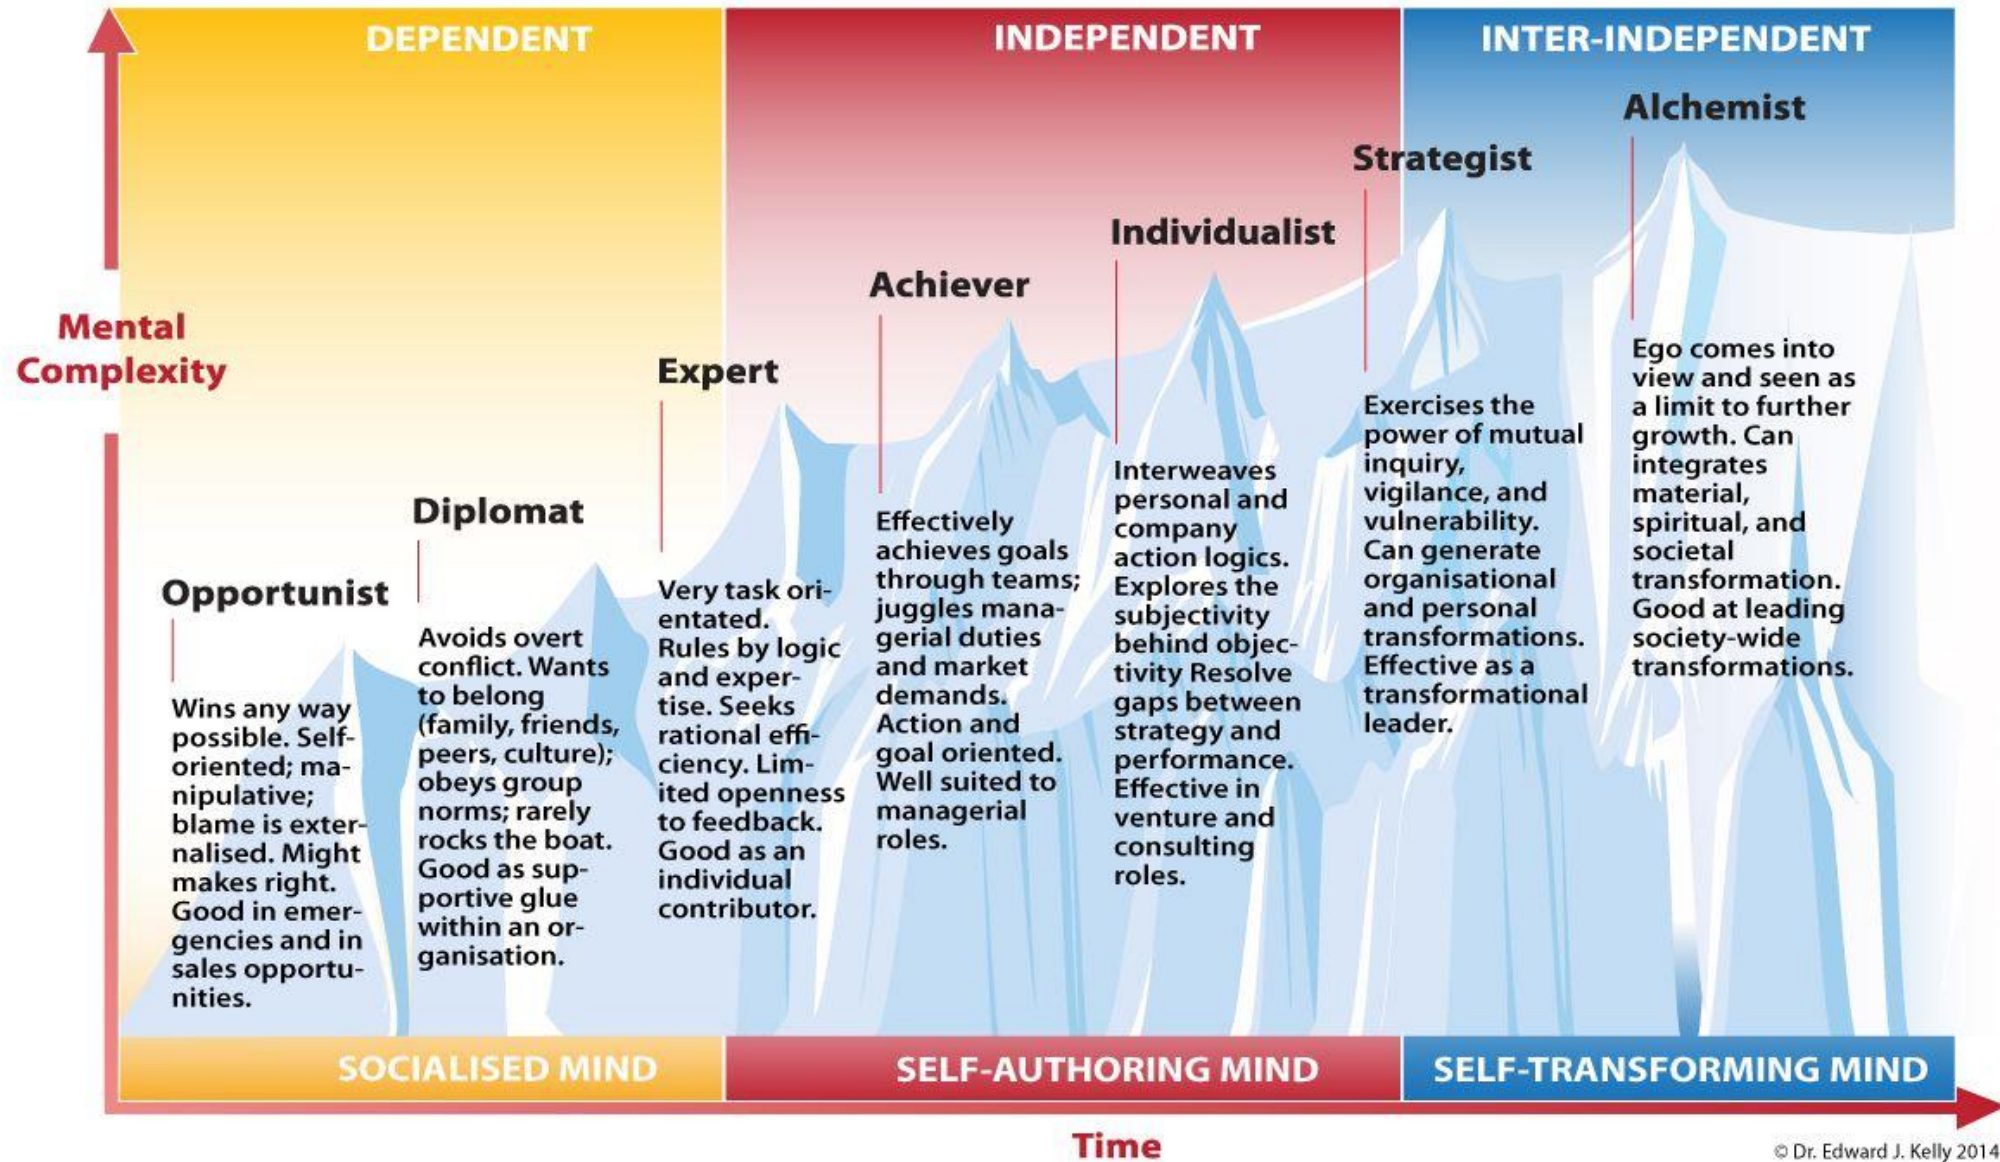 DEPENDENT
INDEPENDENT
INTER-INDEPENDENT
Mental
Complexity
Opportunist
Wins any way
possible. Self-
oriented; ma-
nipulative;
blame is exter-
nalised. Might
makes right.
Good in emer-
gencies and in
sales opportu-
nities.
Diplomat
Avoids overt
conflict. Wants
to belong
(family, friends,
peers, culture);
obeys group
norms; rarely
rocks the boat.
Good as sup-
portive glue
within an or-
ganisation.
Expert
Very task ori-
entated.
Rules by logic
and exper-
tise. Seeks
rational effi-
ciency. Lim-
ited openness
to feedback.
Good as an
individual
contributor.
Achiever
Effectively
achieves goals
through teams;
juggles mana-
gerial duties
and market
demands.
Action and
goal oriented.
Well suited to
managerial
roles.
Individualist
Interweaves
personal and
company
action logics.
Explores the
subjectivity
behind objec-
tivity Resolve
gaps between
strategy and
performance.
Effective in
venture and
consulting
roles.
Strategist
Exercises the
power of mutual
inquiry,
vigilance, and
vulnerability.
Can generate
organisational
and personal
transformations.
Effective as a
transformational
leader.
Alchemist
Ego comes into
view and seen as
a limit to further
growth. Can
integrates
material,
spiritual, and
societal
transformation.
Good at leading
society-wide
transformations.
SOCIALISED MIND
SELF-AUTHORING MIND
SELF-TRANSFORMING MIND
Time
© Dr. Edward J. Kelly 2014